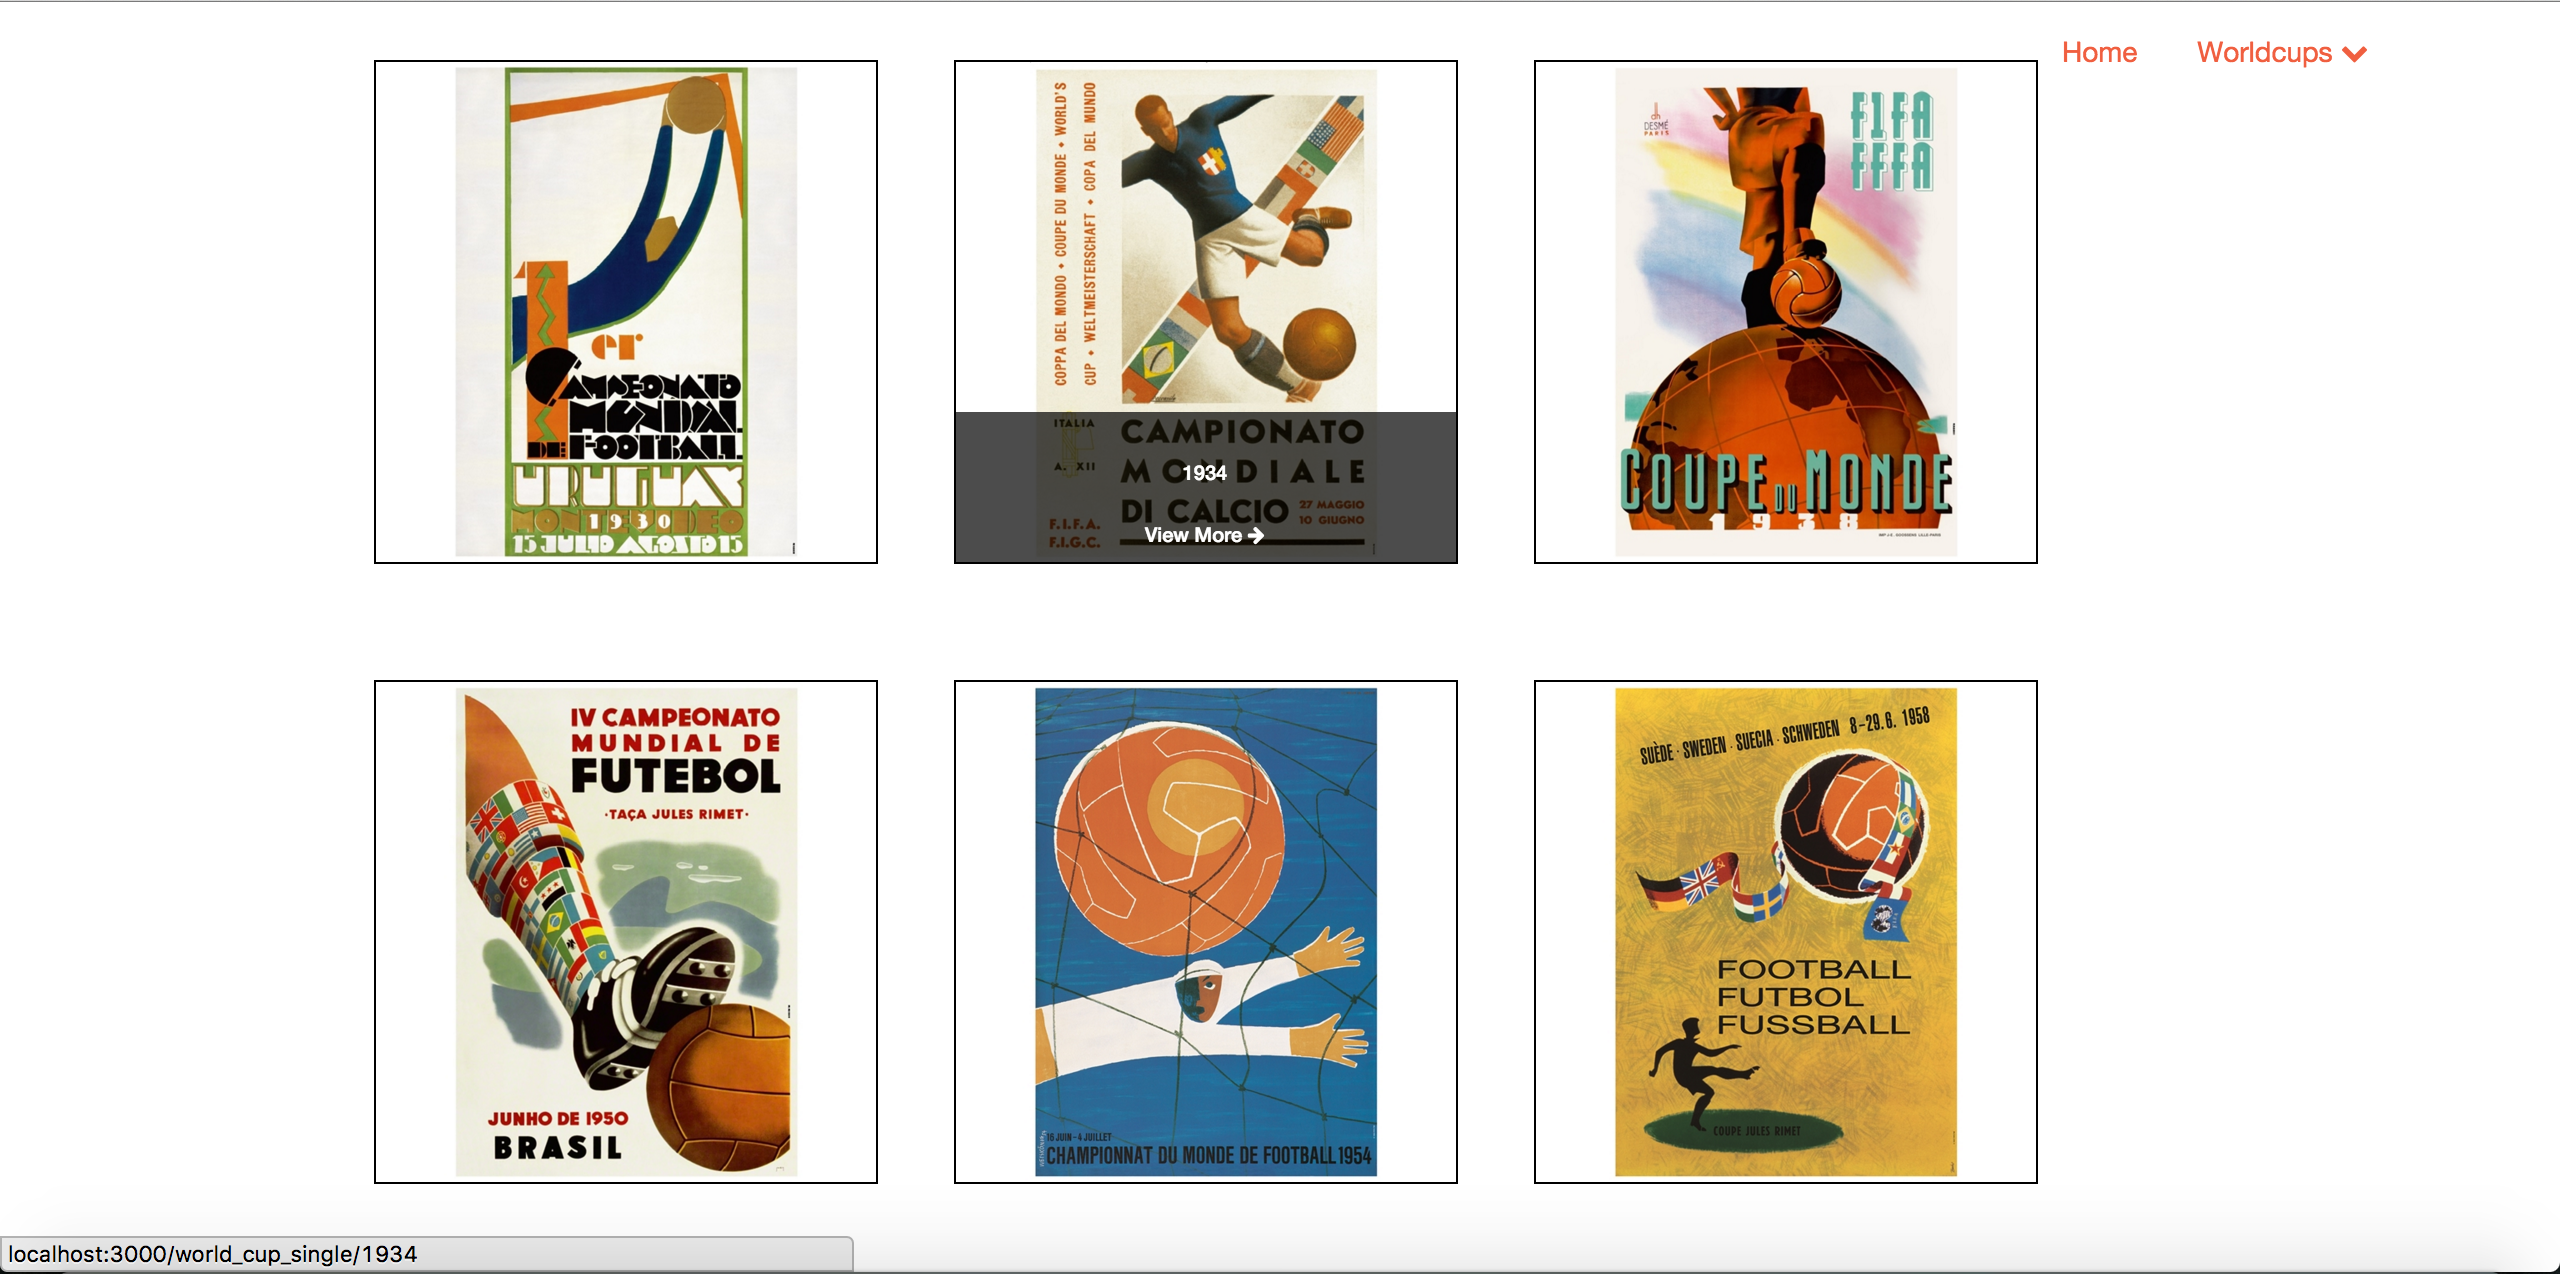 Home
Worldcups
1er
CAMPEONATO
MUNDIAL
DE FOOTBALL
URUGUAY
MONTEVIDEO
1930
15 JULIO AGOSTO 15
COPPA DEL MONDO • COUPE DU MONDE • WORLD'S
CUP • WELTMEISTERSCHAFT • COPA DEL MUNDO
ITALIA
A. XII
CAMPIONATO
MONDIALE
DI CALCIO
27 MAGGIO
10 GIUGNO
F.I.F.A.
F.I.G.C.
1934
View More
dh
DESMÉ
PARIS
FIFA
FFFA
COUPE DU MONDE
1938
IV CAMPEONATO
MUNDIAL DE
FUTEBOL
·TAÇA JULES RIMET·
JUNHO DE 1950
BRASIL
16 JUIN-4 JUILLET
CHAMPIONNAT DU MONDE DE FOOTBALL 1954
SUÈDE · SWEDEN · SUECIA · SCHWEDEN 8-29.6. 1958
FOOTBALL
FUTBOL
FUSSBALL
COUPE JULES RIMET
localhost:3000/world_cup_single/1934